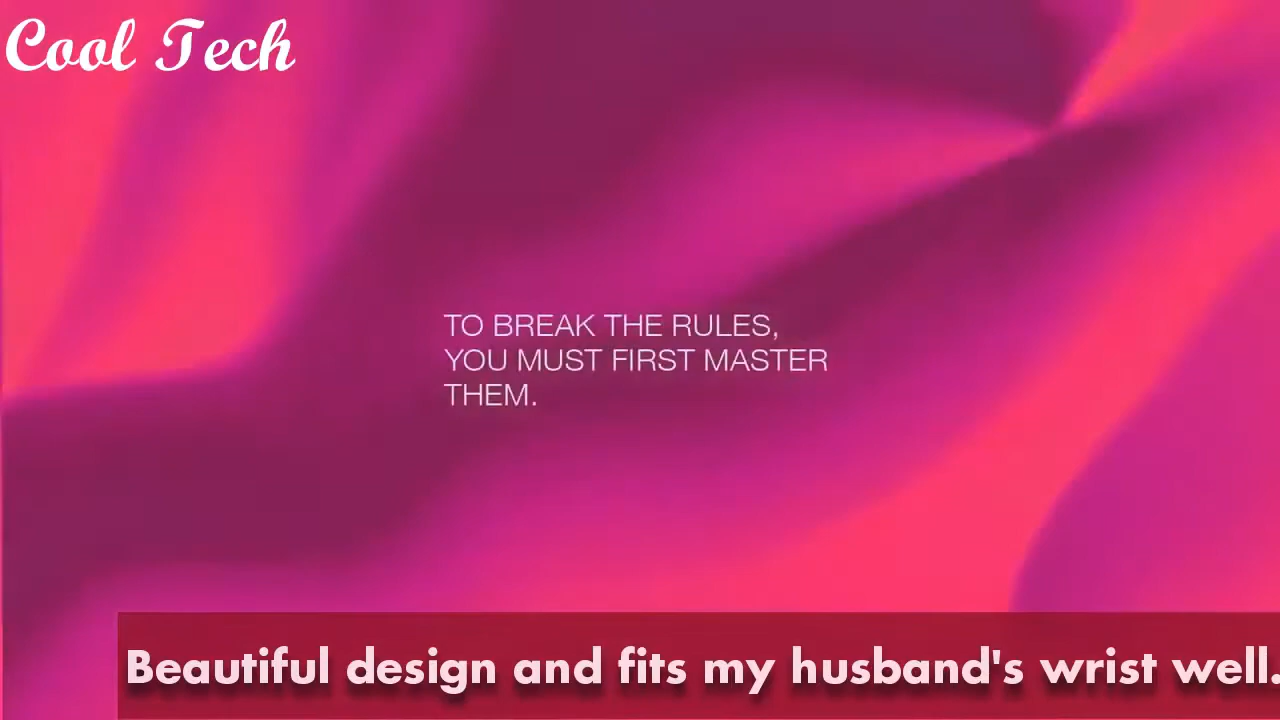 Cool Tech
TO BREAK THE RULES,
YOU MUST FIRST MASTER
THEM.
Beautiful design and fits my husband's wrist well.